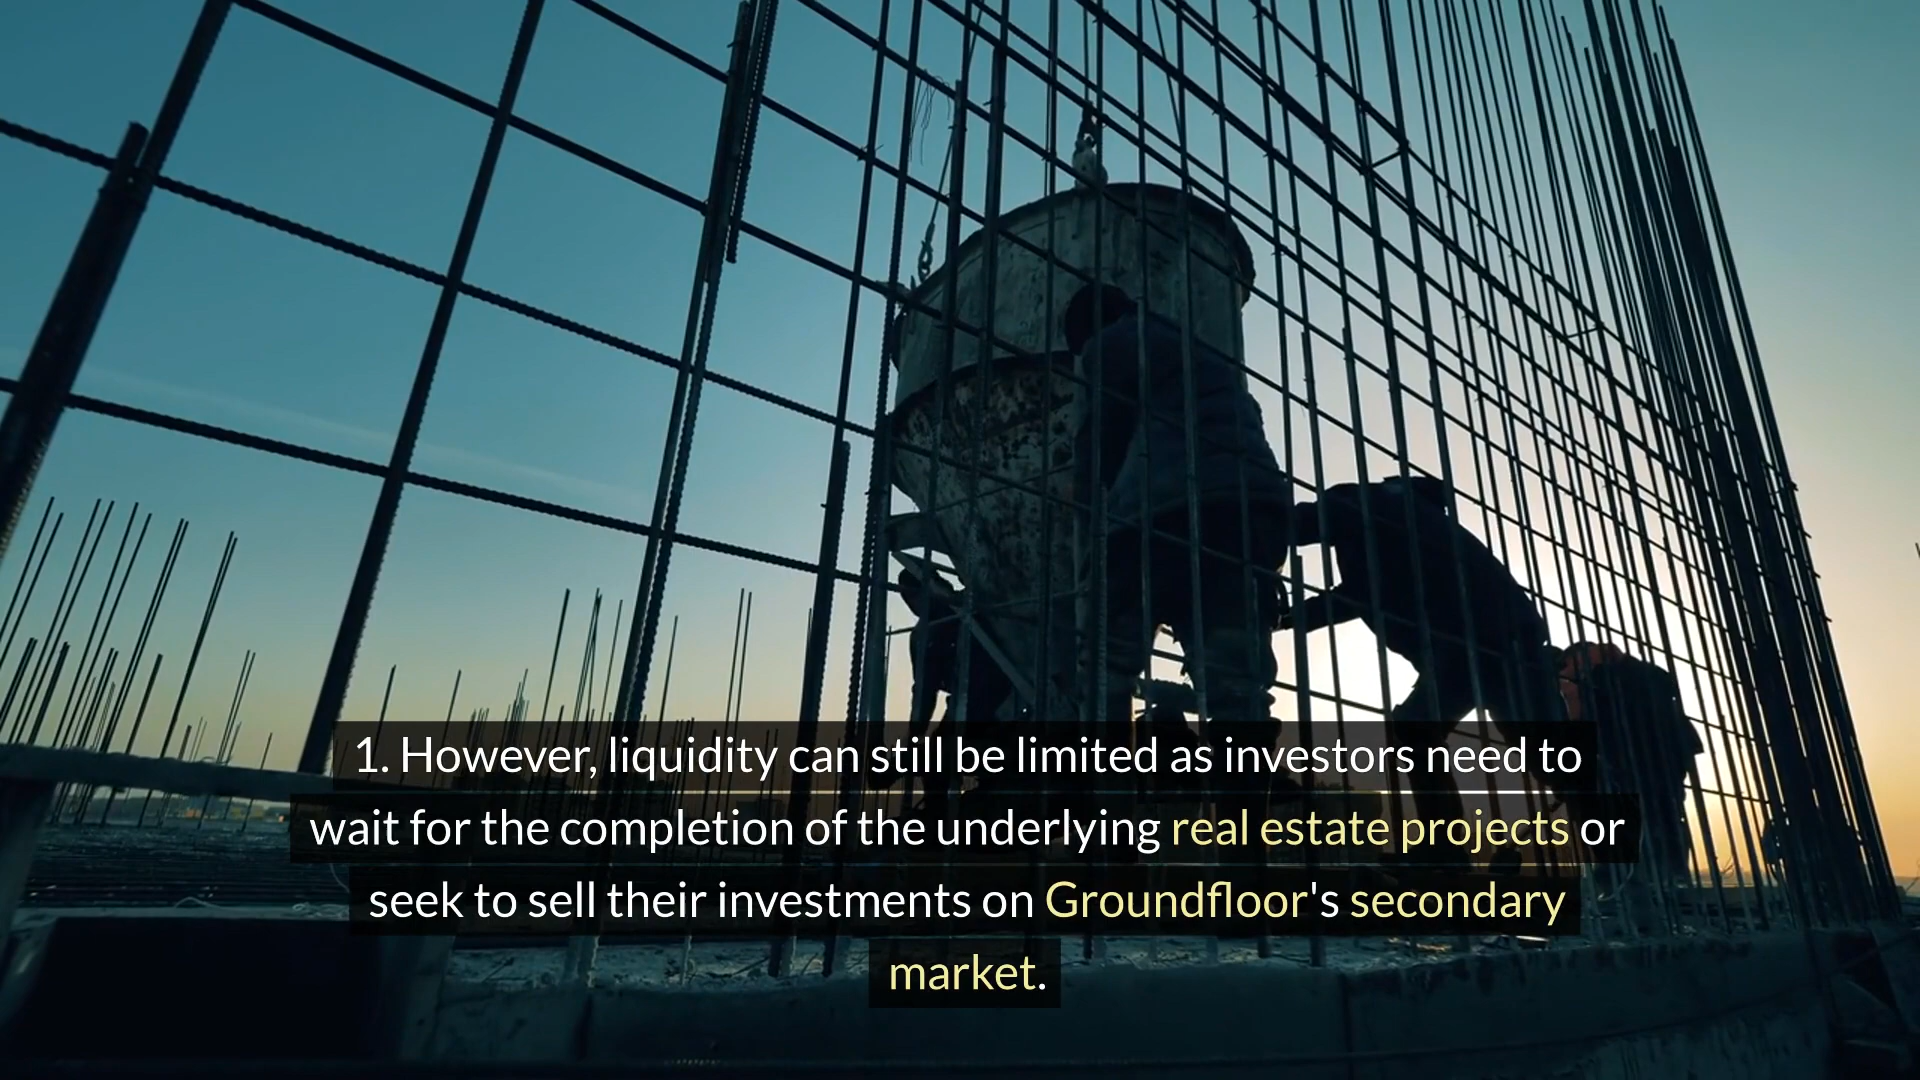 1. However, liquidity can still be limited as investors need to
wait for the completion of the underlying real estate projects or
seek to sell their investments on Groundfloor's secondary
market.